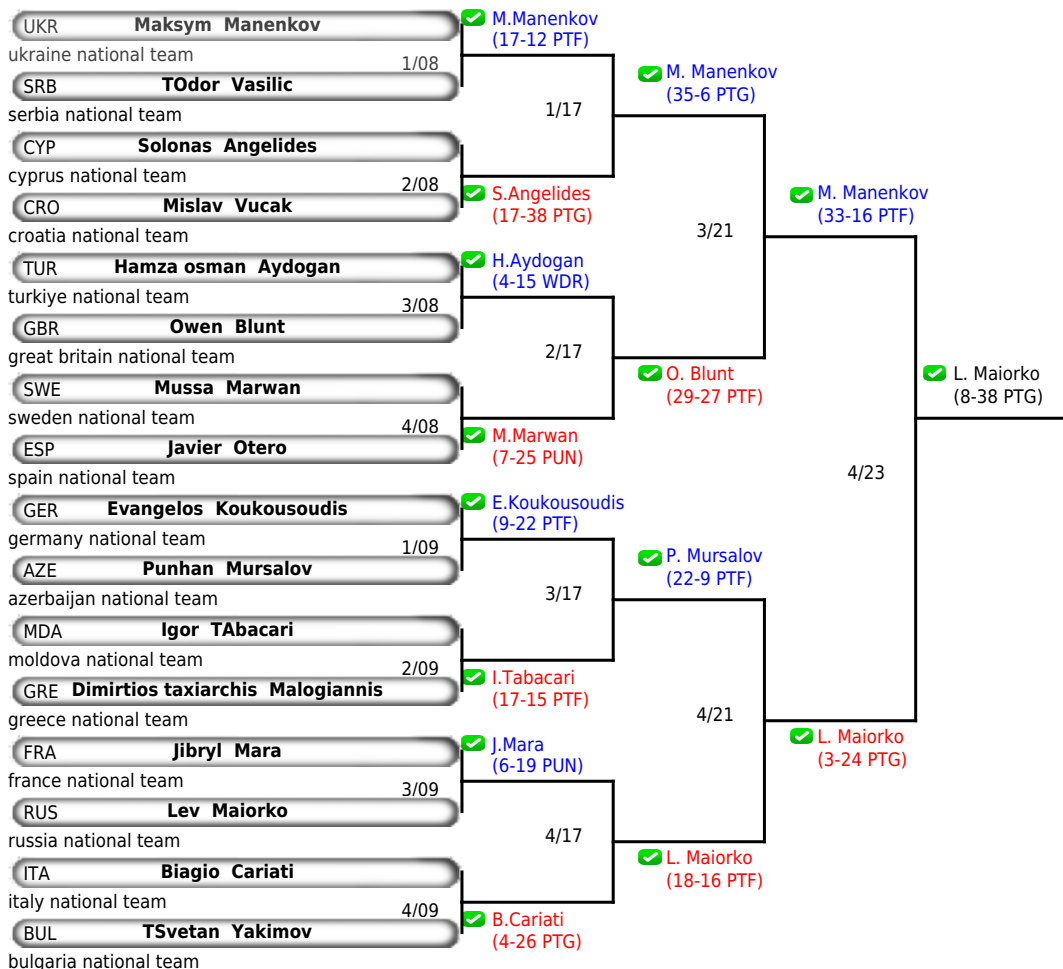 UKR Maksym Manenkov
ukraine national team
1/08
SRB TOdor Vasilic
serbia national team
CYP Solonas Angelides
cyprus national team
2/08
CRO Mislav Vucak
croatia national team
TUR Hamza osman Aydogan
turkiye national team
3/08
GBR Owen Blunt
great britain national team
SWE Mussa Marwan
sweden national team
4/08
ESP Javier Otero
spain national team
GER Evangelos Koukousoudis
germany national team
1/09
AZE Punhan Mursalov
azerbaijan national team
MDA Igor TAbacari
moldova national team
2/09
GRE Dimirtios taxiarchis Malogiannis
greece national team
FRA Jibryl Mara
france national team
3/09
RUS Lev Maiorko
russia national team
ITA Biagio Cariati
italy national team
4/09
BUL TSvetan Yakimov
bulgaria national team
M.Manenkov
(17-12 PTF)
1/17
S.Angelides
(17-38 PTG)
H.Aydogan
(4-15 WDR)
2/17
M.Marwan
(7-25 PUN)
E.Koukousoudis
(9-22 PTF)
3/17
I.Tabacari
(17-15 PTF)
J.Mara
(6-19 PUN)
4/17
B.Cariati
(4-26 PTG)
M. Manenkov
(35-6 PTG)
3/21
O. Blunt
(29-27 PTF)
P. Mursalov
(22-9 PTF)
4/21
L. Maiorko
(18-16 PTF)
M. Manenkov
(33-16 PTF)
4/23
L. Maiorko
(3-24 PTG)
L. Maiorko
(8-38 PTG)